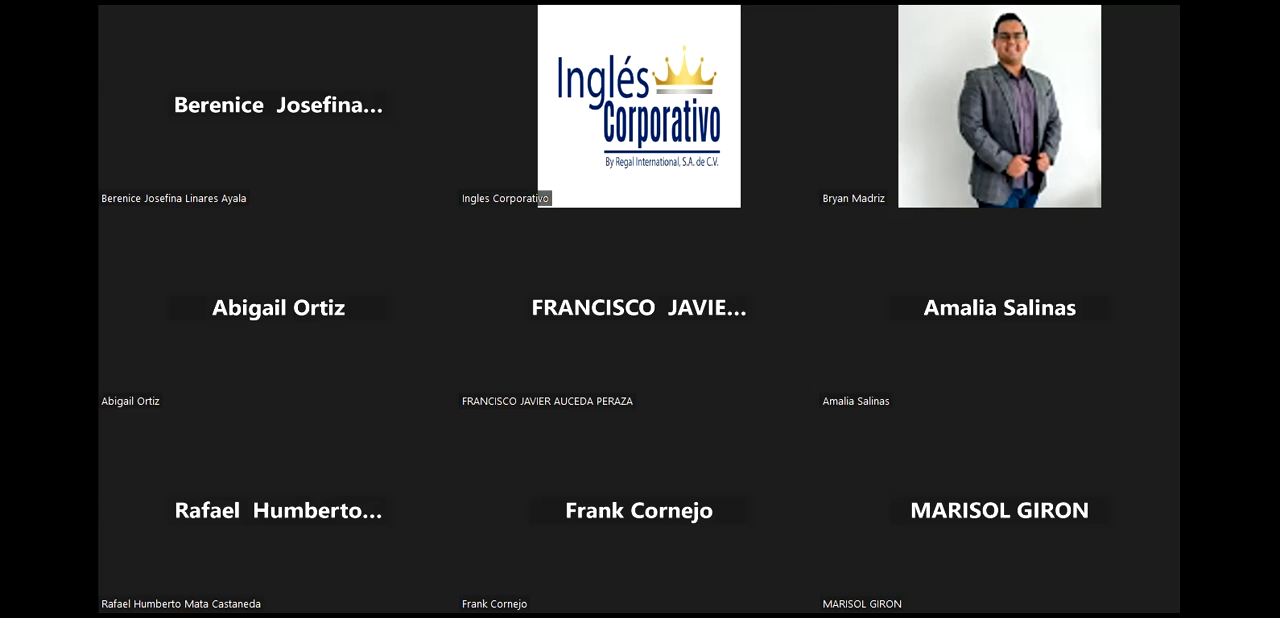 Berenice Josefina...
Berenice Josefina Linares Ayala
Inglés
Corporativo
By Regal International, S.A. de C.V.
Ingles Corporativo
Bryan Madriz
Abigail Ortiz
Abigail Ortiz
FRANCISCO JAVIE...
FRANCISCO JAVIER AUCEDA PERAZA
Amalia Salinas
Amalia Salinas
Rafael Humberto...
Rafael Humberto Mata Castaneda
Frank Cornejo
Frank Cornejo
MARISOL GIRON
MARISOL GIRON